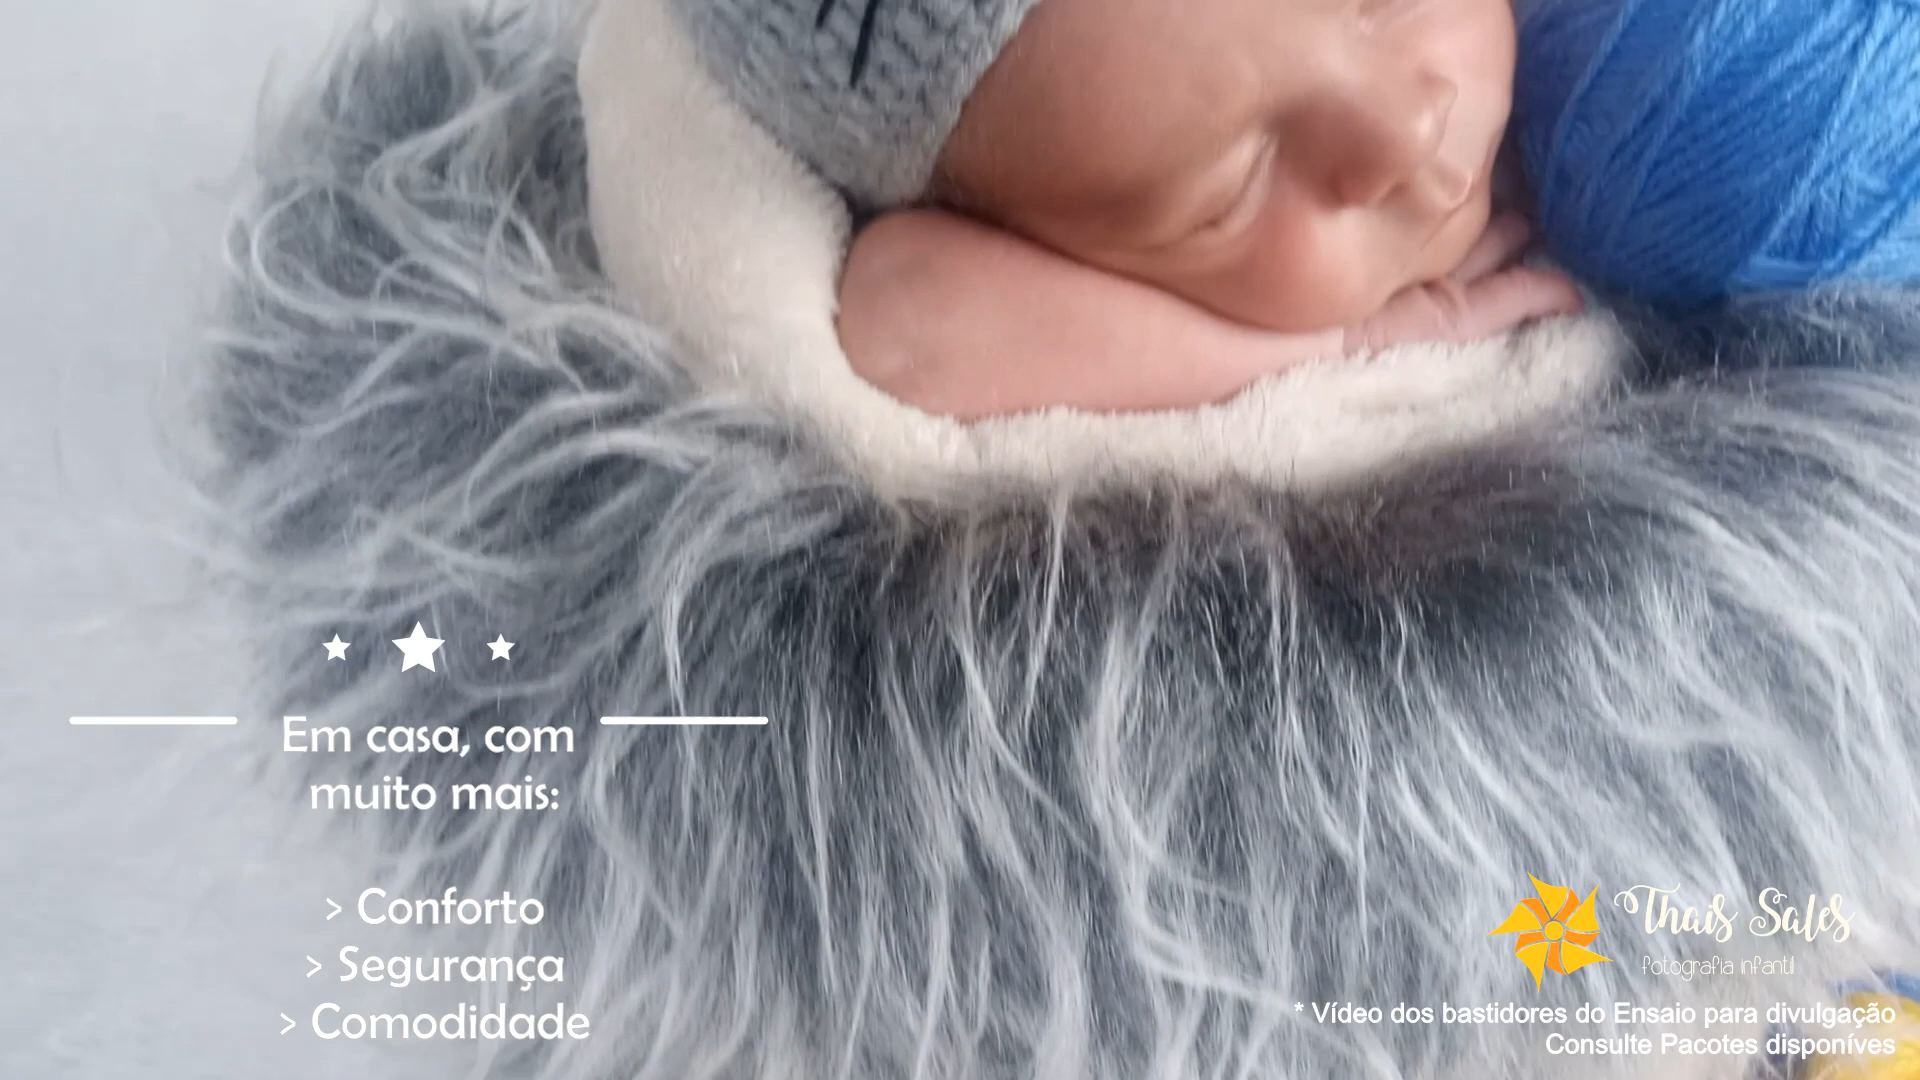 Em casa, com
muito mais:
> Conforto
> Segurança
> Comodidade
Thais Sales
fotografia infantil
* Vídeo dos bastidores do Ensaio para divulgação
Consulte Pacotes disponíves